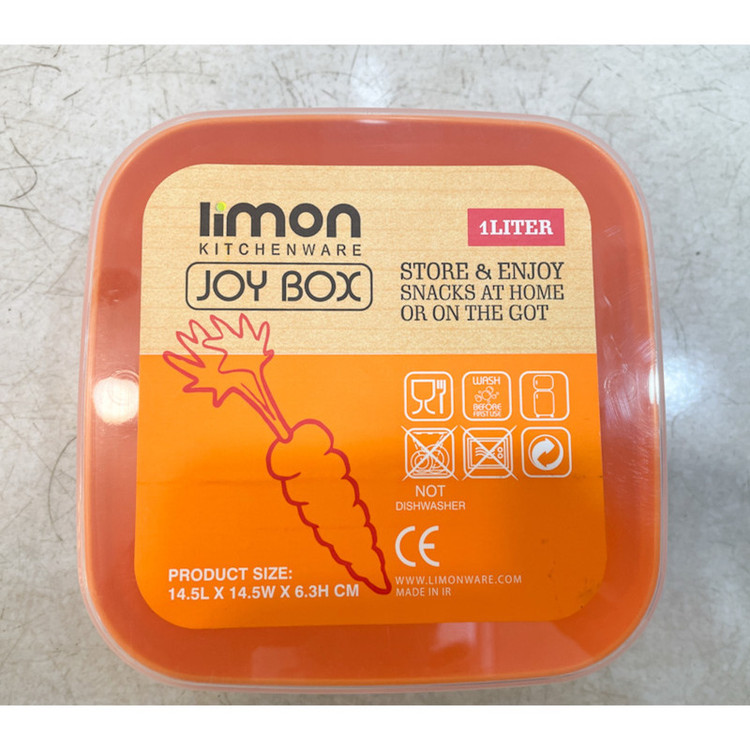 limon
KITCHENWARE
JOY BOX
1LITER
STORE & ENJOY
SNACKS AT HOME
OR ON THE GOT
WASH
BEFORE
FIRST USE
NOT
DISHWASHER
CE
PRODUCT SIZE:
14.5L X 14.5W X 6.3H CM
WWW.LIMONWARE.COM
MADE IN IR